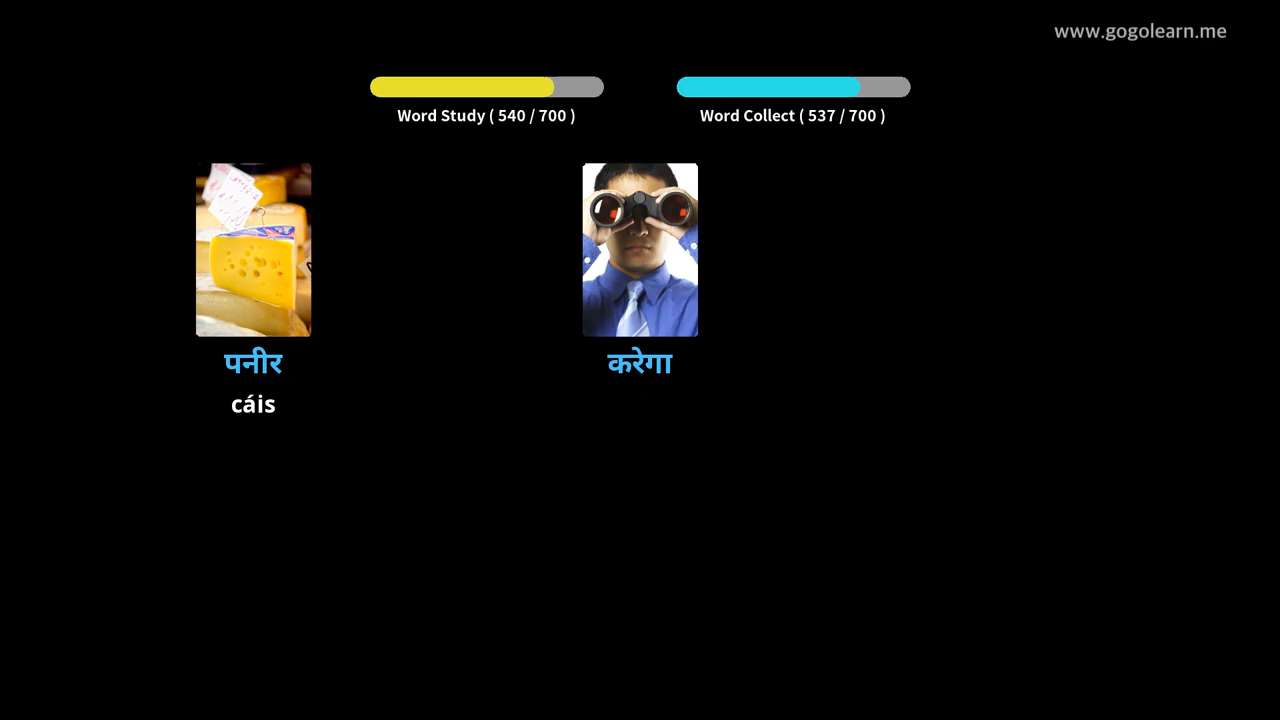 www.gogolearn.me
Word Study ( 540 / 700 )
Word Collect ( 537 / 700 )
पनीर
करेगा
cáis